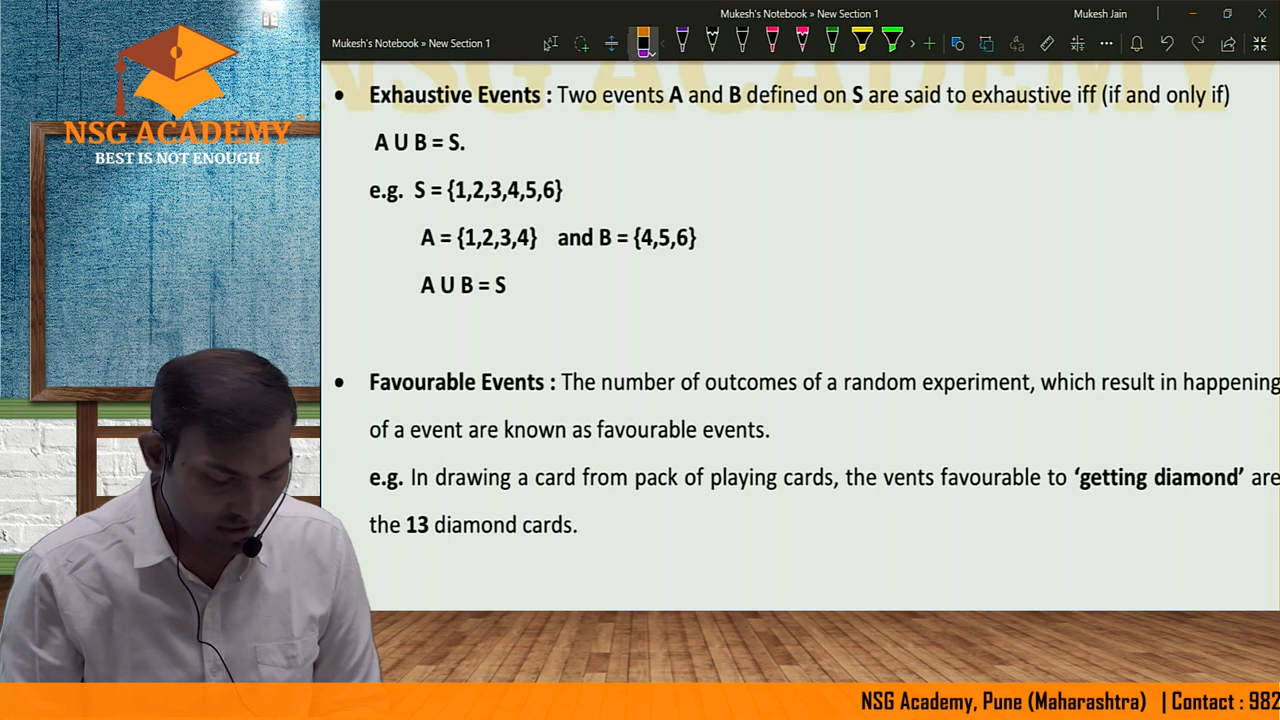 Mukesh's Notebook » New Section 1
Mukesh Jain
Mukesh's Notebook » New Section 1
NSG ACADEMY
BEST IS NOT ENOUGH
NSG ACADEMY
• Exhaustive Events : Two events A and B defined on S are said to exhaustive iff (if and only if)
A U B = S.
e.g. S = {1,2,3,4,5,6}
A = {1,2,3,4} and B = {4,5,6}
A U B = S
• Favourable Events : The number of outcomes of a random experiment, which result in happening
of a event are known as favourable events.
e.g. In drawing a card from pack of playing cards, the vents favourable to ‘getting diamond’ are
the 13 diamond cards.
NSG Academy, Pune (Maharashtra) | Contact : 982